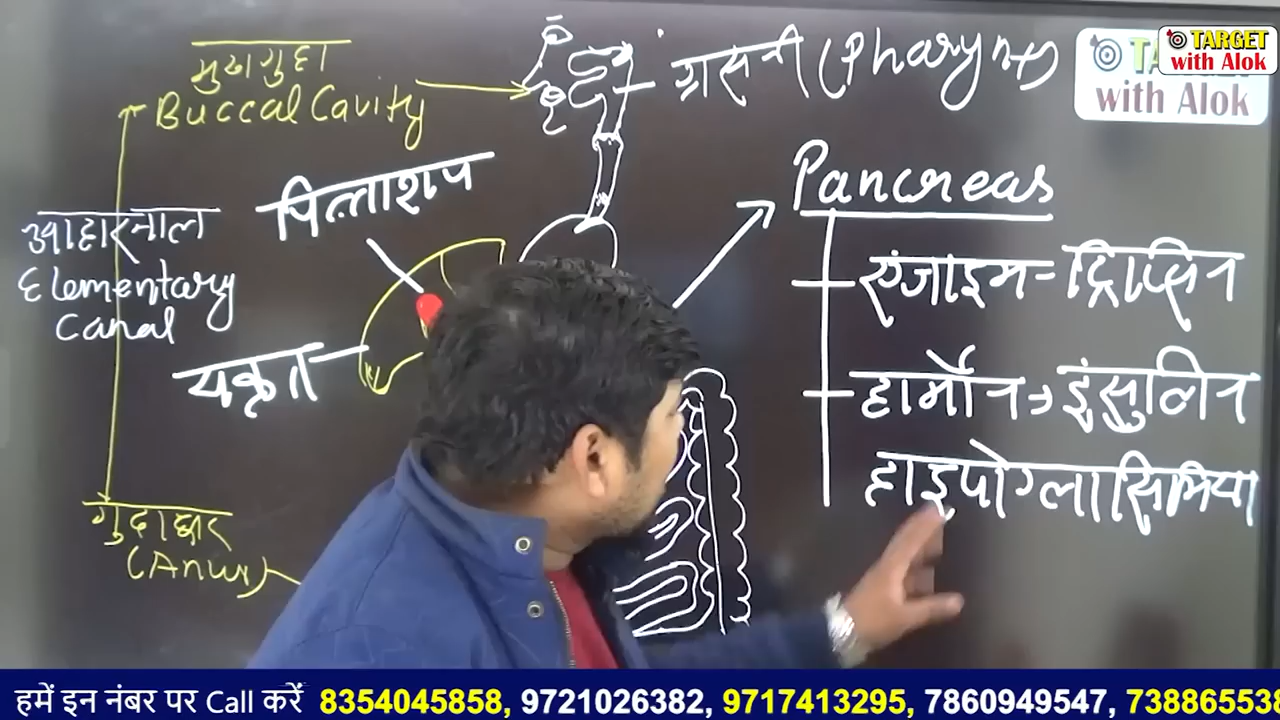 मुखगुहा
Buccal Cavity
ग्रसनी (Pharynx)
TARGET
with Alok
with Alok
पित्ताशय
आहारनाल
Elementary
Canal
यकृत
गुदाद्वार
(Anus)
Pancreas
एंजाइम = ट्रिप्सिन
हार्मोन → इंसुलिन
हाइपोग्लासिमिया
हमें इन नंबर पर Call करें 8354045858, 9721026382, 9717413295, 7860949547, 738865538